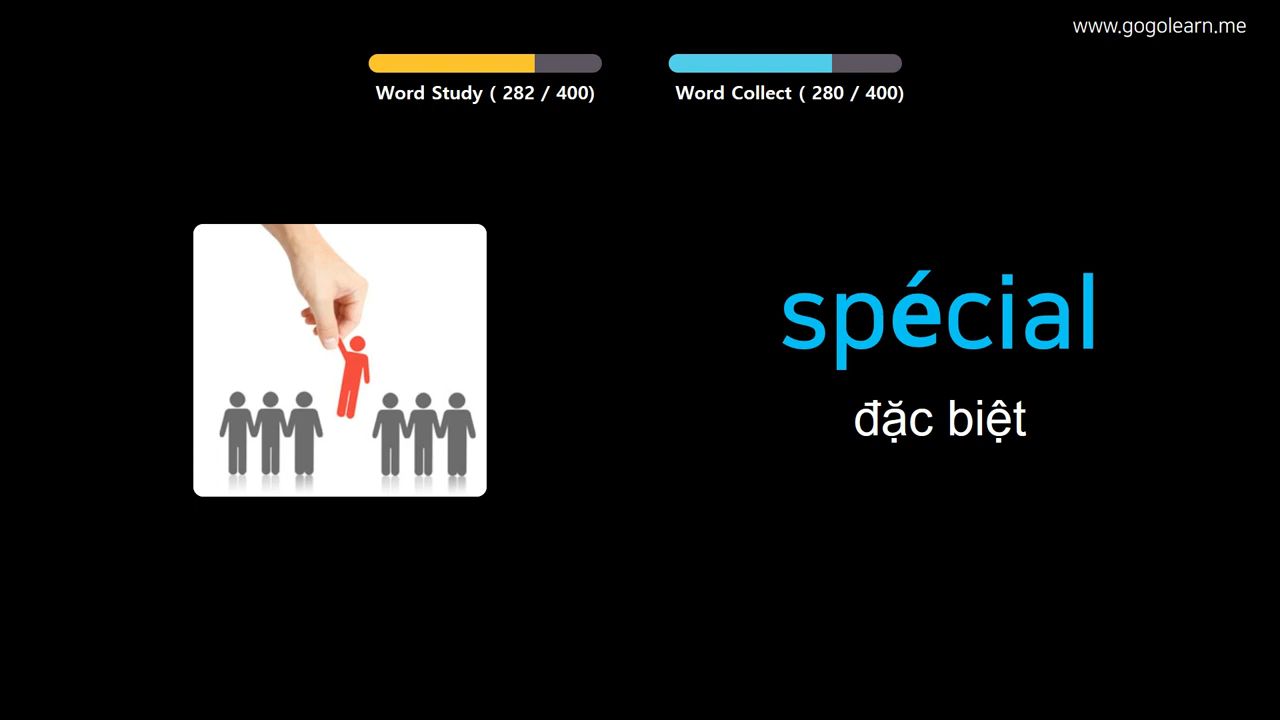 www.gogolearn.me
Word Study ( 282 / 400)
Word Collect ( 280 / 400)
spécial
đặc biệt